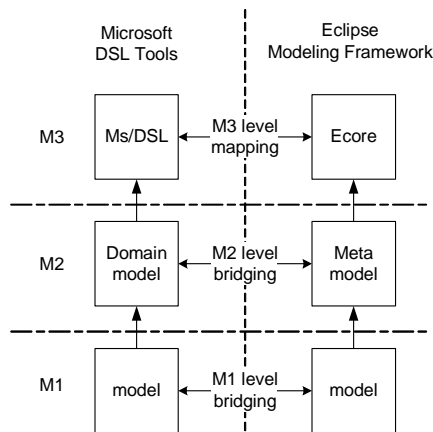 Microsoft
DSL Tools
Eclipse
Modeling Framework
M3
Ms/DSL
M3 level
mapping
Ecore
M2
Domain
model
M2 level
bridging
Meta
model
M1
model
M1 level
bridging
model